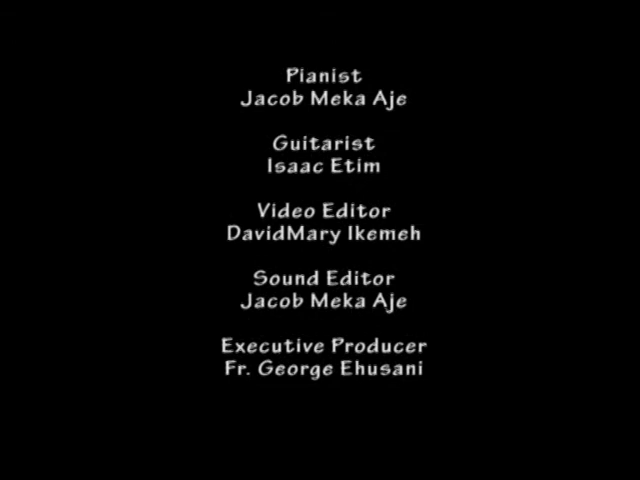 Pianist
Jacob Meka Aje
Guitarist
Isaac Etim
Video Editor
DavidMary Ikemeh
Sound Editor
Jacob Meka Aje
Executive Producer
Fr. George Ehusani